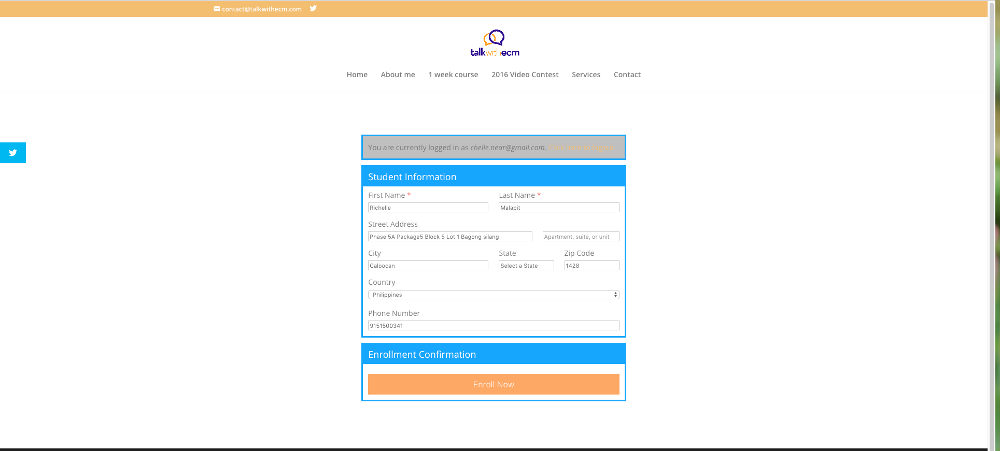 contact@talkwithecm.com
talkwithecm
Home About me 1 week course 2016 Video Contest Services Contact
You are currently logged in as chelle.near@gmail.com. Click here to logout.
Student Information
First Name * Last Name *
Richelle Malapit
Street Address
Phase 5A Package5 Block 5 Lot 1 Bagong silang Apartment, suite, or unit
City State Zip Code
Caloocan Select a State 1428
Country
Philippines
Phone Number
9151500341
Enrollment Confirmation
Enroll Now